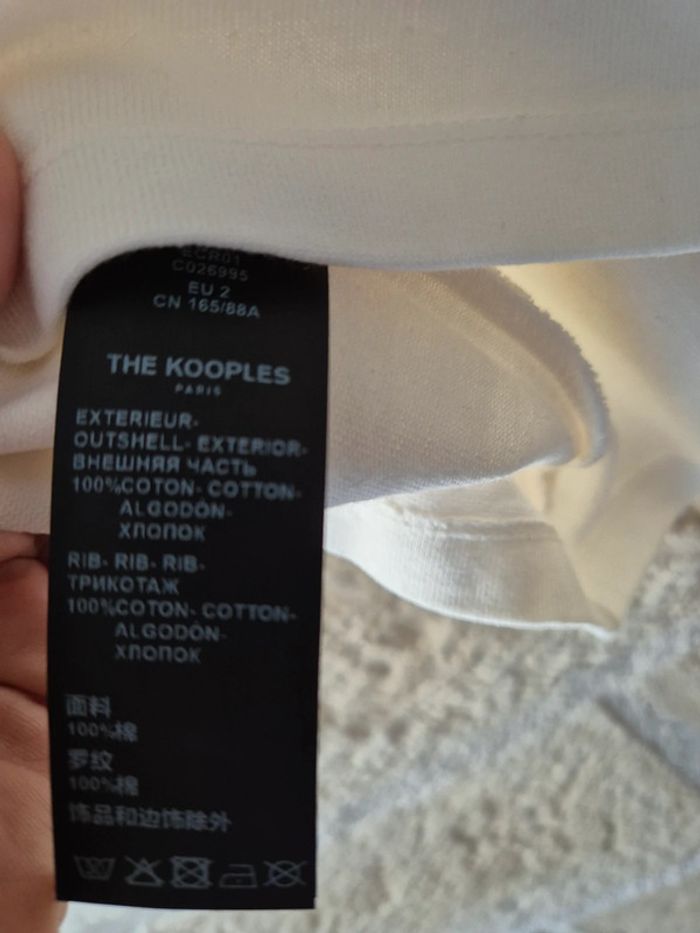 ECR01
C026995
EU 2
CN 165/88A
THE KOOPLES
PARIS
EXTERIEUR-
OUTSHELL- EXTERIOR-
ВНЕШНЯЯ ЧАСТЬ
100%COTON- COTTON-
ALGODÓN-
ХЛОПОК
RIB- RIB- RIB-
ТРИКОТАЖ
100%COTON- COTTON-
ALGODÓN-
ХЛОПОК
面料
100%棉
罗纹
100%棉
饰品和边饰除外